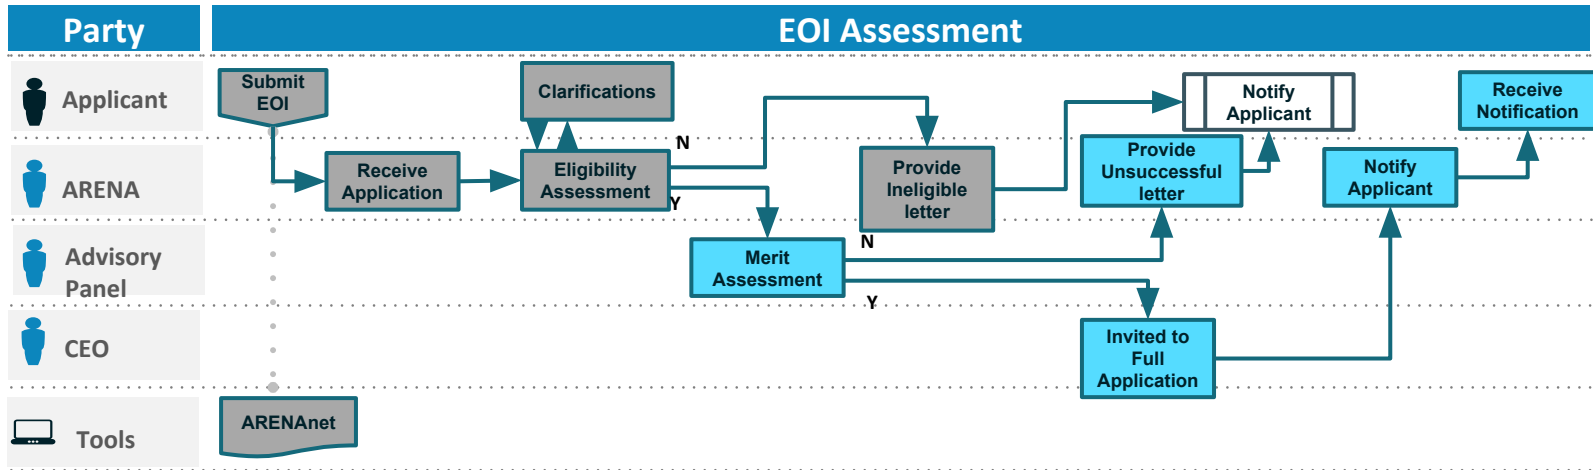 Party
EOI Assessment
Applicant
Submit
EOI
Clarifications
Notify
Applicant
Receive
Notification
N
ARENA
Receive
Application
Eligibility
Assessment
Y
Provide
Ineligible
letter
Provide
Unsuccessful
letter
Notify
Applicant
Advisory
Panel
Merit
Assessment
N
Y
CEO
Invited to
Full
Application
Tools
ARENAnet